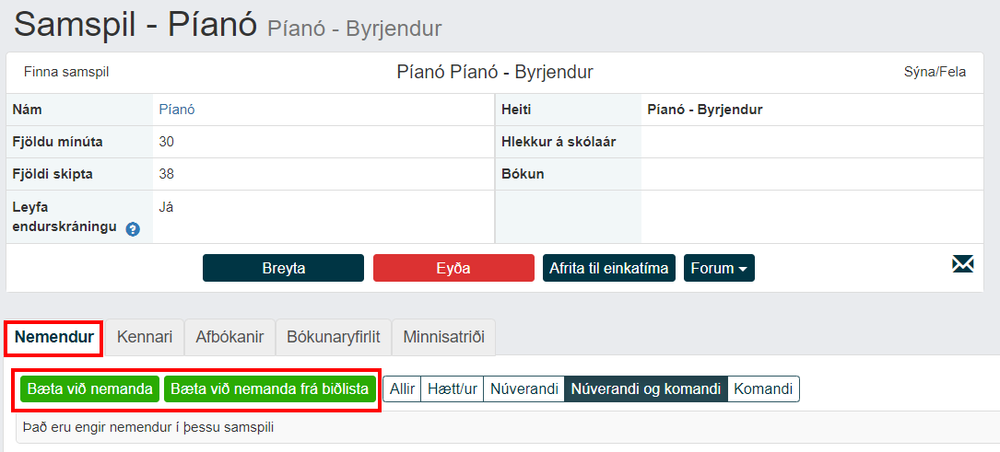 Samspil - Píanó Píanó - Byrjendur
Finna samspil Píanó Píanó - Byrjendur Sýna/Fela
Nám Píanó Heiti Píanó - Byrjendur
Fjöldu mínúta 30 Hlekkur á skólaár
Fjöldi skipta 38 Bókun
Leyfa Já
endurskráningu ?
Breyta Eyða Afrita til einkatíma Forum
Nemendur Kennari Afbókanir Bókunaryfirlit Minnisatriði
Bæta við nemanda Bæta við nemanda frá biðlista Allir Hætt/ur Núverandi Núverandi og komandi Komandi
Það eru engir nemendur í þessu samspili